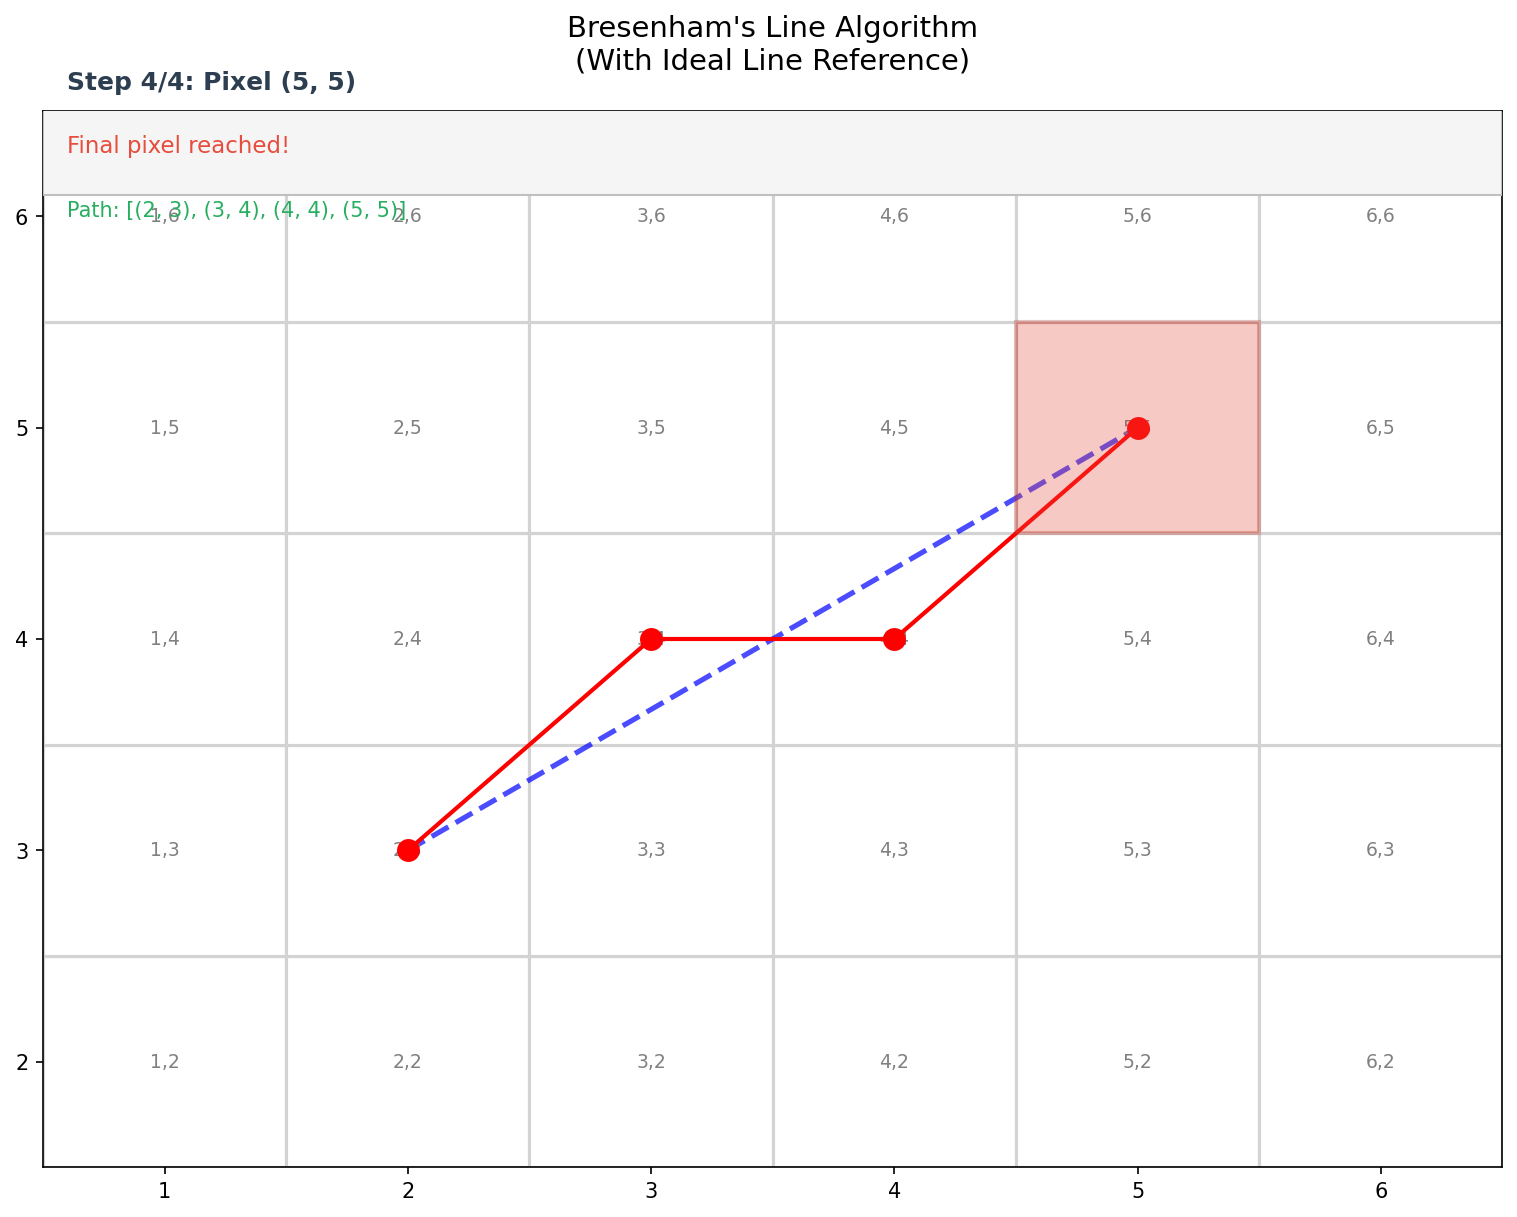 Bresenham's Line Algorithm
(With Ideal Line Reference)
Step 4/4: Pixel (5, 5)
Final pixel reached!
Path: [(2, 3), (3, 4), (4, 4), (5, 5)]
6 1,6 2,6 3,6 4,6 5,6 6,6
5 1,5 2,5 3,5 4,5 6,5
4 1,4 2,4 5,4 6,4
3 1,3 3,3 4,3 5,3 6,3
2 1,2 2,2 3,2 4,2 5,2 6,2
1 2 3 4 5 6